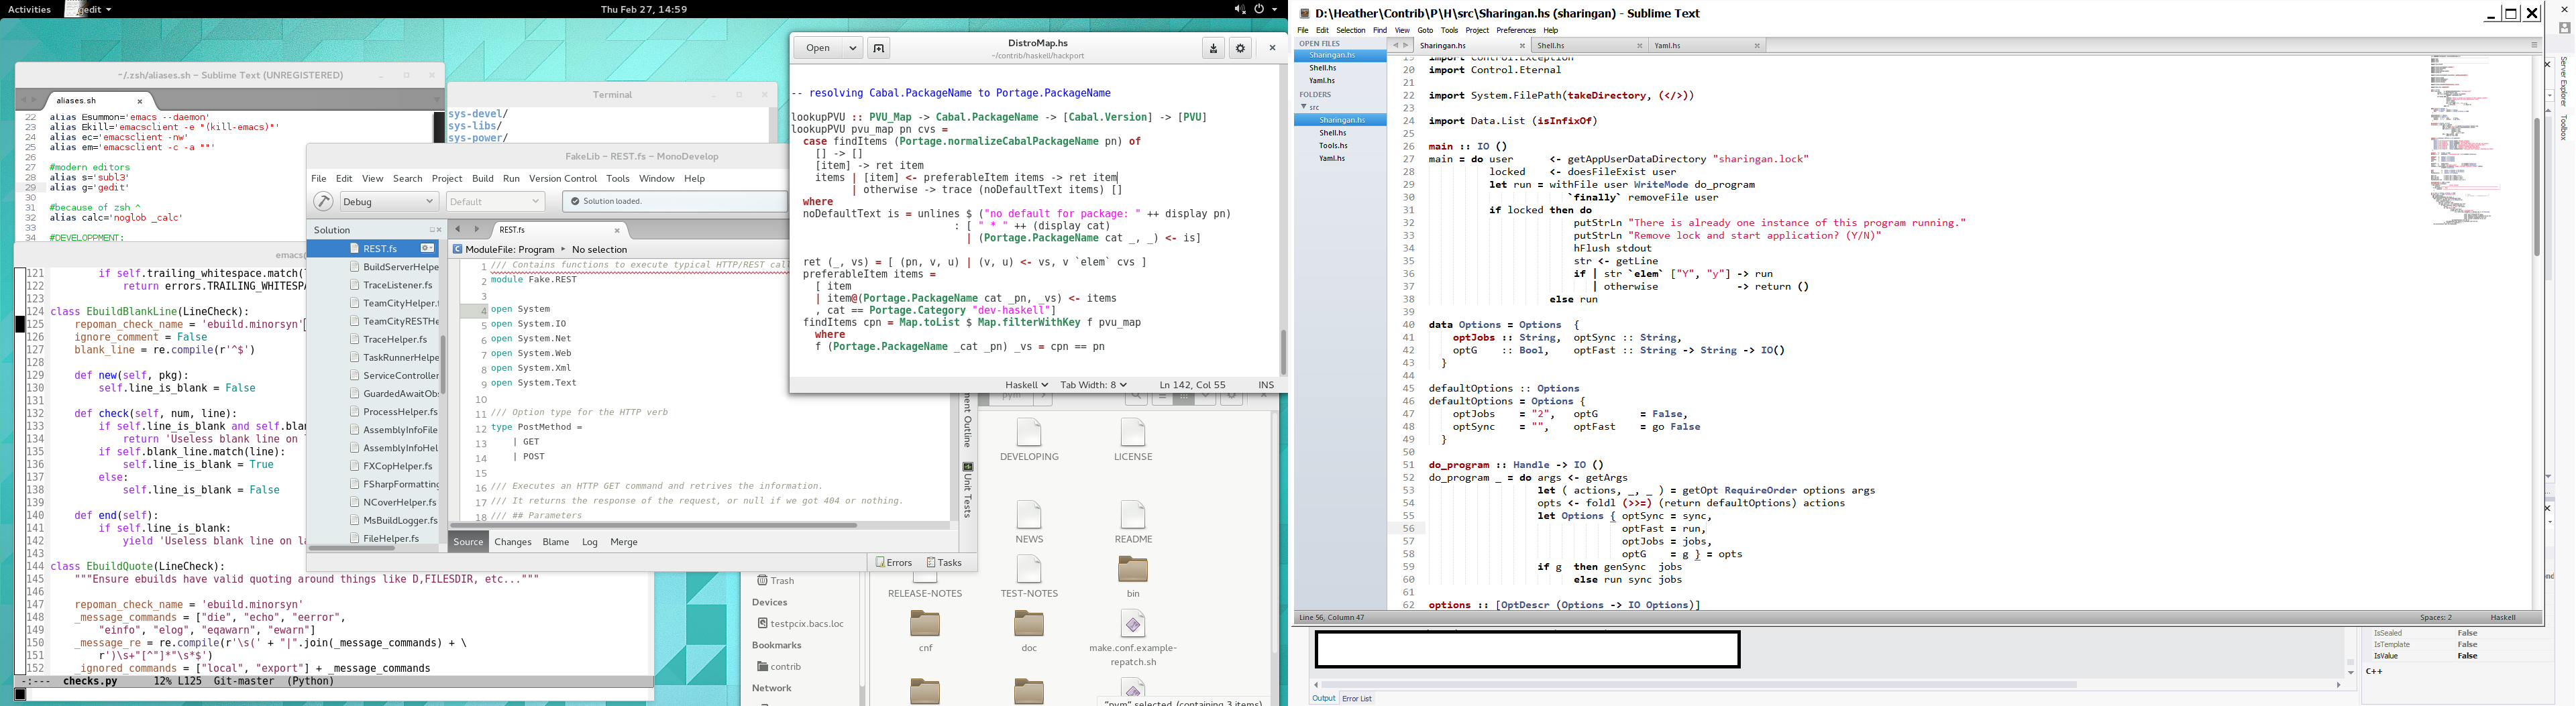 Activities
gedit
Thu Feb 27, 14:59
~/.zsh/aliases.sh – Sublime Text (UNREGISTERED)
aliases.sh
22 alias Esummon='emacs --daemon'
23 alias Ekill='emacsclient -e "(kill-emacs)"'
24 alias ec='emacsclient -nw'
25 alias em='emacsclient -c -a ""'
26
27 #modern editors
28 alias s='subl3'
29 alias g='gedit'
30
31 #because of zsh ^
32 alias calc='noglob _calc'
33
34 #DEVELOPPMENT:
Terminal
sys-devel/
sys-libs/
sys-power/
emacs
121 if self.trailing_whitespace.match(
122 return errors.TRAILING_WHITESPA
123
124 class EbuildBlankLine(LineCheck):
125 repoman_check_name = 'ebuild.minorsyn'
126 ignore_comment = False
127 blank_line = re.compile(r'^$')
128
129 def new(self, pkg):
130 self.line_is_blank = False
131
132 def check(self, num, line):
133 if self.line_is_blank and self.blan
134 return 'Useless blank line on
135 if self.blank_line.match(line):
136 self.line_is_blank = True
137 else:
138 self.line_is_blank = False
139
140 def end(self):
141 if self.line_is_blank:
142 yield 'Useless blank line on la
143
144 class EbuildQuote(LineCheck):
145 """Ensure ebuilds have valid quoting around things like D,FILESDIR, etc..."""
146
147 repoman_check_name = 'ebuild.minorsyn'
148 _message_commands = ["die", "echo", "eerror",
149 "einfo", "elog", "eqawarn", "ewarn"]
150 _message_re = re.compile(r'\s(' + "|".join(_message_commands) + \
151 r')\s+"[^"]*"\s*$')
152 _ignored_commands = ["local", "export"] + _message_commands
-:--- checks.py 12% L125 Git-master (Python)
FakeLib – REST.fs – MonoDevelop
File Edit View Search Project Build Run Version Control Tools Window Help
Debug
Default
Solution loaded.
Solution
REST.fs
BuildServerHelpe
TraceListener.fs
TeamCityHelper.
TeamCityRESTHe
TraceHelper.fs
TaskRunnerHelpe
ServiceController
GuardedAwaitOb
ProcessHelper.fs
AssemblyInfoFile
AssemblyInfoHel
FXCopHelper.fs
FSharpFormatting
NCoverHelper.fs
MsBuildLogger.fs
FileHelper.fs
REST.fs
ModuleFile: Program ▸ No selection
1 /// Contains functions to execute typical HTTP/REST call
2 module Fake.REST
3
4 open System
5 open System.IO
6 open System.Net
7 open System.Web
8 open System.Xml
9 open System.Text
10
11 /// Option type for the HTTP verb
12 type PostMethod =
13 | GET
14 | POST
15
16 /// Executes an HTTP GET command and retrives the information.
17 /// It returns the response of the request, or null if we got 404 or nothing.
18 /// ## Parameters
Source Changes Blame Log Merge
Errors Tasks
ment Outline
Unit Tests
Open
DistroMap.hs
~/contrib/haskell/hackport
-- resolving Cabal.PackageName to Portage.PackageName
lookupPVU :: PVU_Map -> Cabal.PackageName -> [Cabal.Version] -> [PVU]
lookupPVU pvu_map pn cvs =
case findItems (Portage.normalizeCabalPackageName pn) of
[] -> []
[item] -> ret item
items | [item] <- preferableItem items -> ret item
| otherwise -> trace (noDefaultText items) []
where
noDefaultText is = unlines $ ("no default for package: " ++ display pn)
: [ " * " ++ (display cat)
| (Portage.PackageName cat _, _) <- is]
ret (_, vs) = [ (pn, v, u) | (v, u) <- vs, v `elem` cvs ]
preferableItem items =
[ item
| item@(Portage.PackageName cat _pn, _vs) <- items
, cat == Portage.Category "dev-haskell"]
findItems cpn = Map.toList $ Map.filterWithKey f pvu_map
where
f (Portage.PackageName _cat _pn) _vs = cpn == pn
Haskell Tab Width: 8 Ln 142, Col 55 INS
pym
DEVELOPING
LICENSE
NEWS
README
RELEASE-NOTES
TEST-NOTES
bin
cnf
doc
make.conf.example-repatch.sh
Trash
Devices
testpcix.bacs.loc
Bookmarks
contrib
Network
"pym" selected (containing 3 items)
D:\Heather\Contrib\P\H\src\Sharingan.hs (sharingan) - Sublime Text
File Edit Selection Find View Goto Tools Project Preferences Help
OPEN FILES
Sharingan.hs
Shell.hs
Yaml.hs
FOLDERS
src
Sharingan.hs
Shell.hs
Tools.hs
Yaml.hs
Sharingan.hs
Shell.hs
Yaml.hs
19 import Control.Exception
20 import Control.Eternal
21
22 import System.FilePath(takeDirectory, (</>))
23
24 import Data.List (isInfixOf)
25
26 main :: IO ()
27 main = do user <- getAppUserDataDirectory "sharingan.lock"
28 locked <- doesFileExist user
29 let run = withFile user WriteMode do_program
30 `finally` removeFile user
31 if locked then do
32 putStrLn "There is already one instance of this program running."
33 putStrLn "Remove lock and start application? (Y/N)"
34 hFlush stdout
35 str <- getLine
36 if | str `elem` ["Y", "y"] -> run
37 | otherwise -> return ()
38 else run
39
40 data Options = Options {
41 optJobs :: String, optSync :: String,
42 optG :: Bool, optFast :: String -> String -> IO()
43 }
44
45 defaultOptions :: Options
46 defaultOptions = Options {
47 optJobs = "2", optG = False,
48 optSync = "", optFast = go False
49 }
50
51 do_program :: Handle -> IO ()
52 do_program _ = do args <- getArgs
53 let ( actions, _, _ ) = getOpt RequireOrder options args
54 opts <- foldl (>>=) (return defaultOptions) actions
55 let Options { optSync = sync,
56 optFast = run,
57 optJobs = jobs,
58 optG = g } = opts
59 if g then genSync jobs
60 else run sync jobs
61
62 options :: [OptDescr (Options -> IO Options)]
Line 56, Column 47
Spaces: 2
Haskell
Server Explorer
Toolbox
IsSealed False
IsTemplate False
IsValue False
C++
Output
Error List